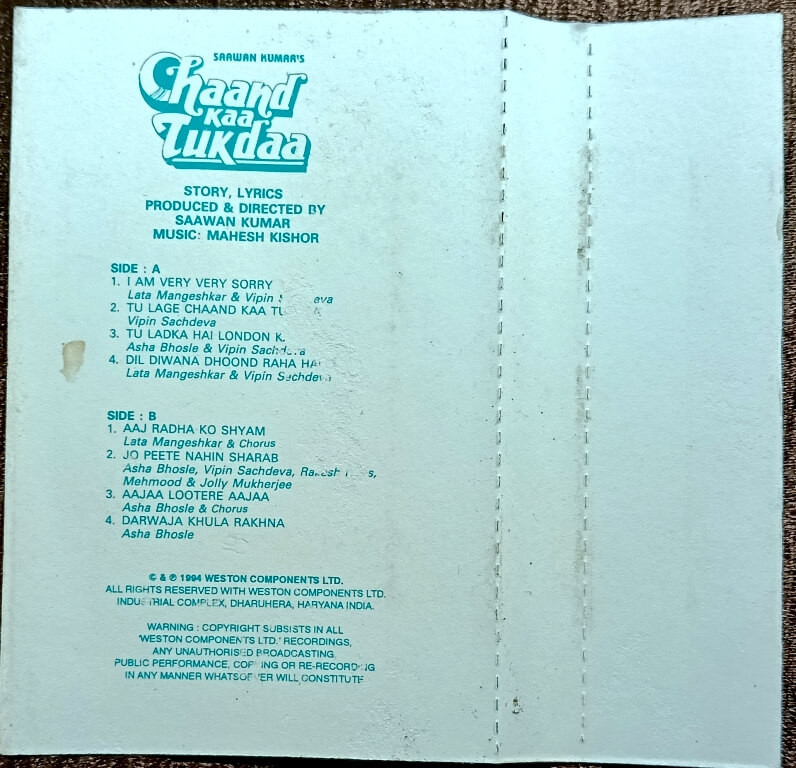 SAAWAN KUMAR'S
Chaand
Kaa
Tukdaa
STORY, LYRICS
PRODUCED & DIRECTED BY
SAAWAN KUMAR
MUSIC: MAHESH KISHOR
SIDE : A
1. I AM VERY VERY SORRY
Lata Mangeshkar & Vipin
2. TU LAGE CHAAND KAA
Vipin Sachdeva
3. TU LADKA HAI LONDON
Asha Bhosle & Vipin Sachdeva
4. DIL DIWANA DHOOND RAHA HAI
Lata Mangeshkar & Vipin Sachdeva
SIDE : B
1. AAJ RADHA KO SHYAM
Lata Mangeshkar & Chorus
2. JO PEETE NAHIN SHARAB
Asha Bhosle, Vipin Sachdeva,
Mehmood & Jolly Mukherjee
3. AAJAA LOOTERE AAJAA
Asha Bhosle & Chorus
4. DARWAJA KHULA RAKHNA
Asha Bhosle
© & ℗ 1994 WESTON COMPONENTS LTD.
ALL RIGHTS RESERVED WITH WESTON COMPONENTS LTD.
INDUSTRIAL COMPLEX, DHARUHERA, HARYANA INDIA.
WARNING : COPYRIGHT SUBSISTS IN ALL
'WESTON COMPONENTS LTD.' RECORDINGS,
ANY UNAUTHORISED BROADCASTING.
PUBLIC PERFORMANCE, COPYING OR RE-RECORDING
IN ANY MANNER WHATSOEVER WILL CONSTITUTE